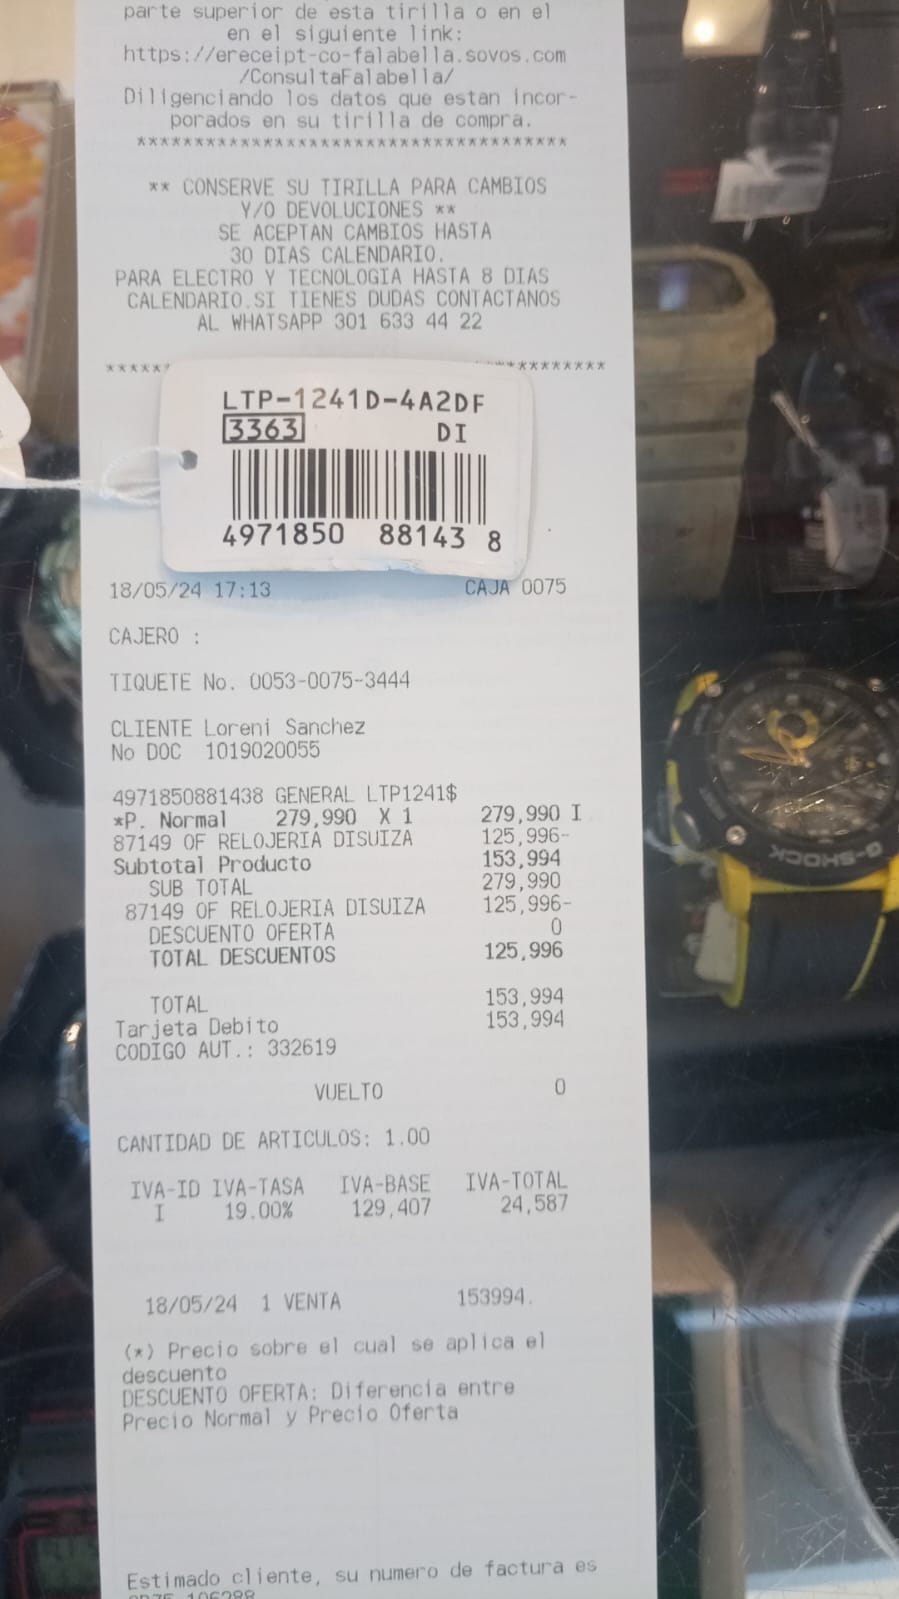 parte superior de esta tirilla o en el
en el siguiente link:
https://ereceipt-co-falabella.sovos.com
/ConsultaFalabella/
Diligenciando los datos que estan incor-
porados en su tirilla de compra.
*************************************
** CONSERVE SU TIRILLA PARA CAMBIOS
Y/O DEVOLUCIONES **
SE ACEPTAN CAMBIOS HASTA
30 DIAS CALENDARIO.
PARA ELECTRO Y TECNOLOGIA HASTA 8 DIAS
CALENDARIO.SI TIENES DUDAS CONTACTANOS
AL WHATSAPP 301 633 44 22
LTP-1241D-4A2DF
3363 DI
4971850 88143 8
18/05/24 17:13 CAJA 0075
CAJERO :
TIQUETE No. 0053-0075-3444
CLIENTE Loreni Sanchez
No DOC 1019020055
4971850881438 GENERAL LTP1241$
*P. Normal 279,990 X 1 279,990 I
87149 OF RELOJERIA DISUIZA 125,996-
Subtotal Producto 153,994
SUB TOTAL 279,990
87149 OF RELOJERIA DISUIZA 125,996-
DESCUENTO OFERTA 0
TOTAL DESCUENTOS 125,996
TOTAL 153,994
Tarjeta Debito 153,994
CODIGO AUT.: 332619
VUELTO 0
CANTIDAD DE ARTICULOS: 1.00
IVA-ID IVA-TASA IVA-BASE IVA-TOTAL
I 19.00% 129,407 24,587
18/05/24 1 VENTA 153994.
(*) Precio sobre el cual se aplica el
descuento
DESCUENTO OFERTA: Diferencia entre
Precio Normal y Precio Oferta
Estimado cliente, su numero de factura es
G-SHOCK